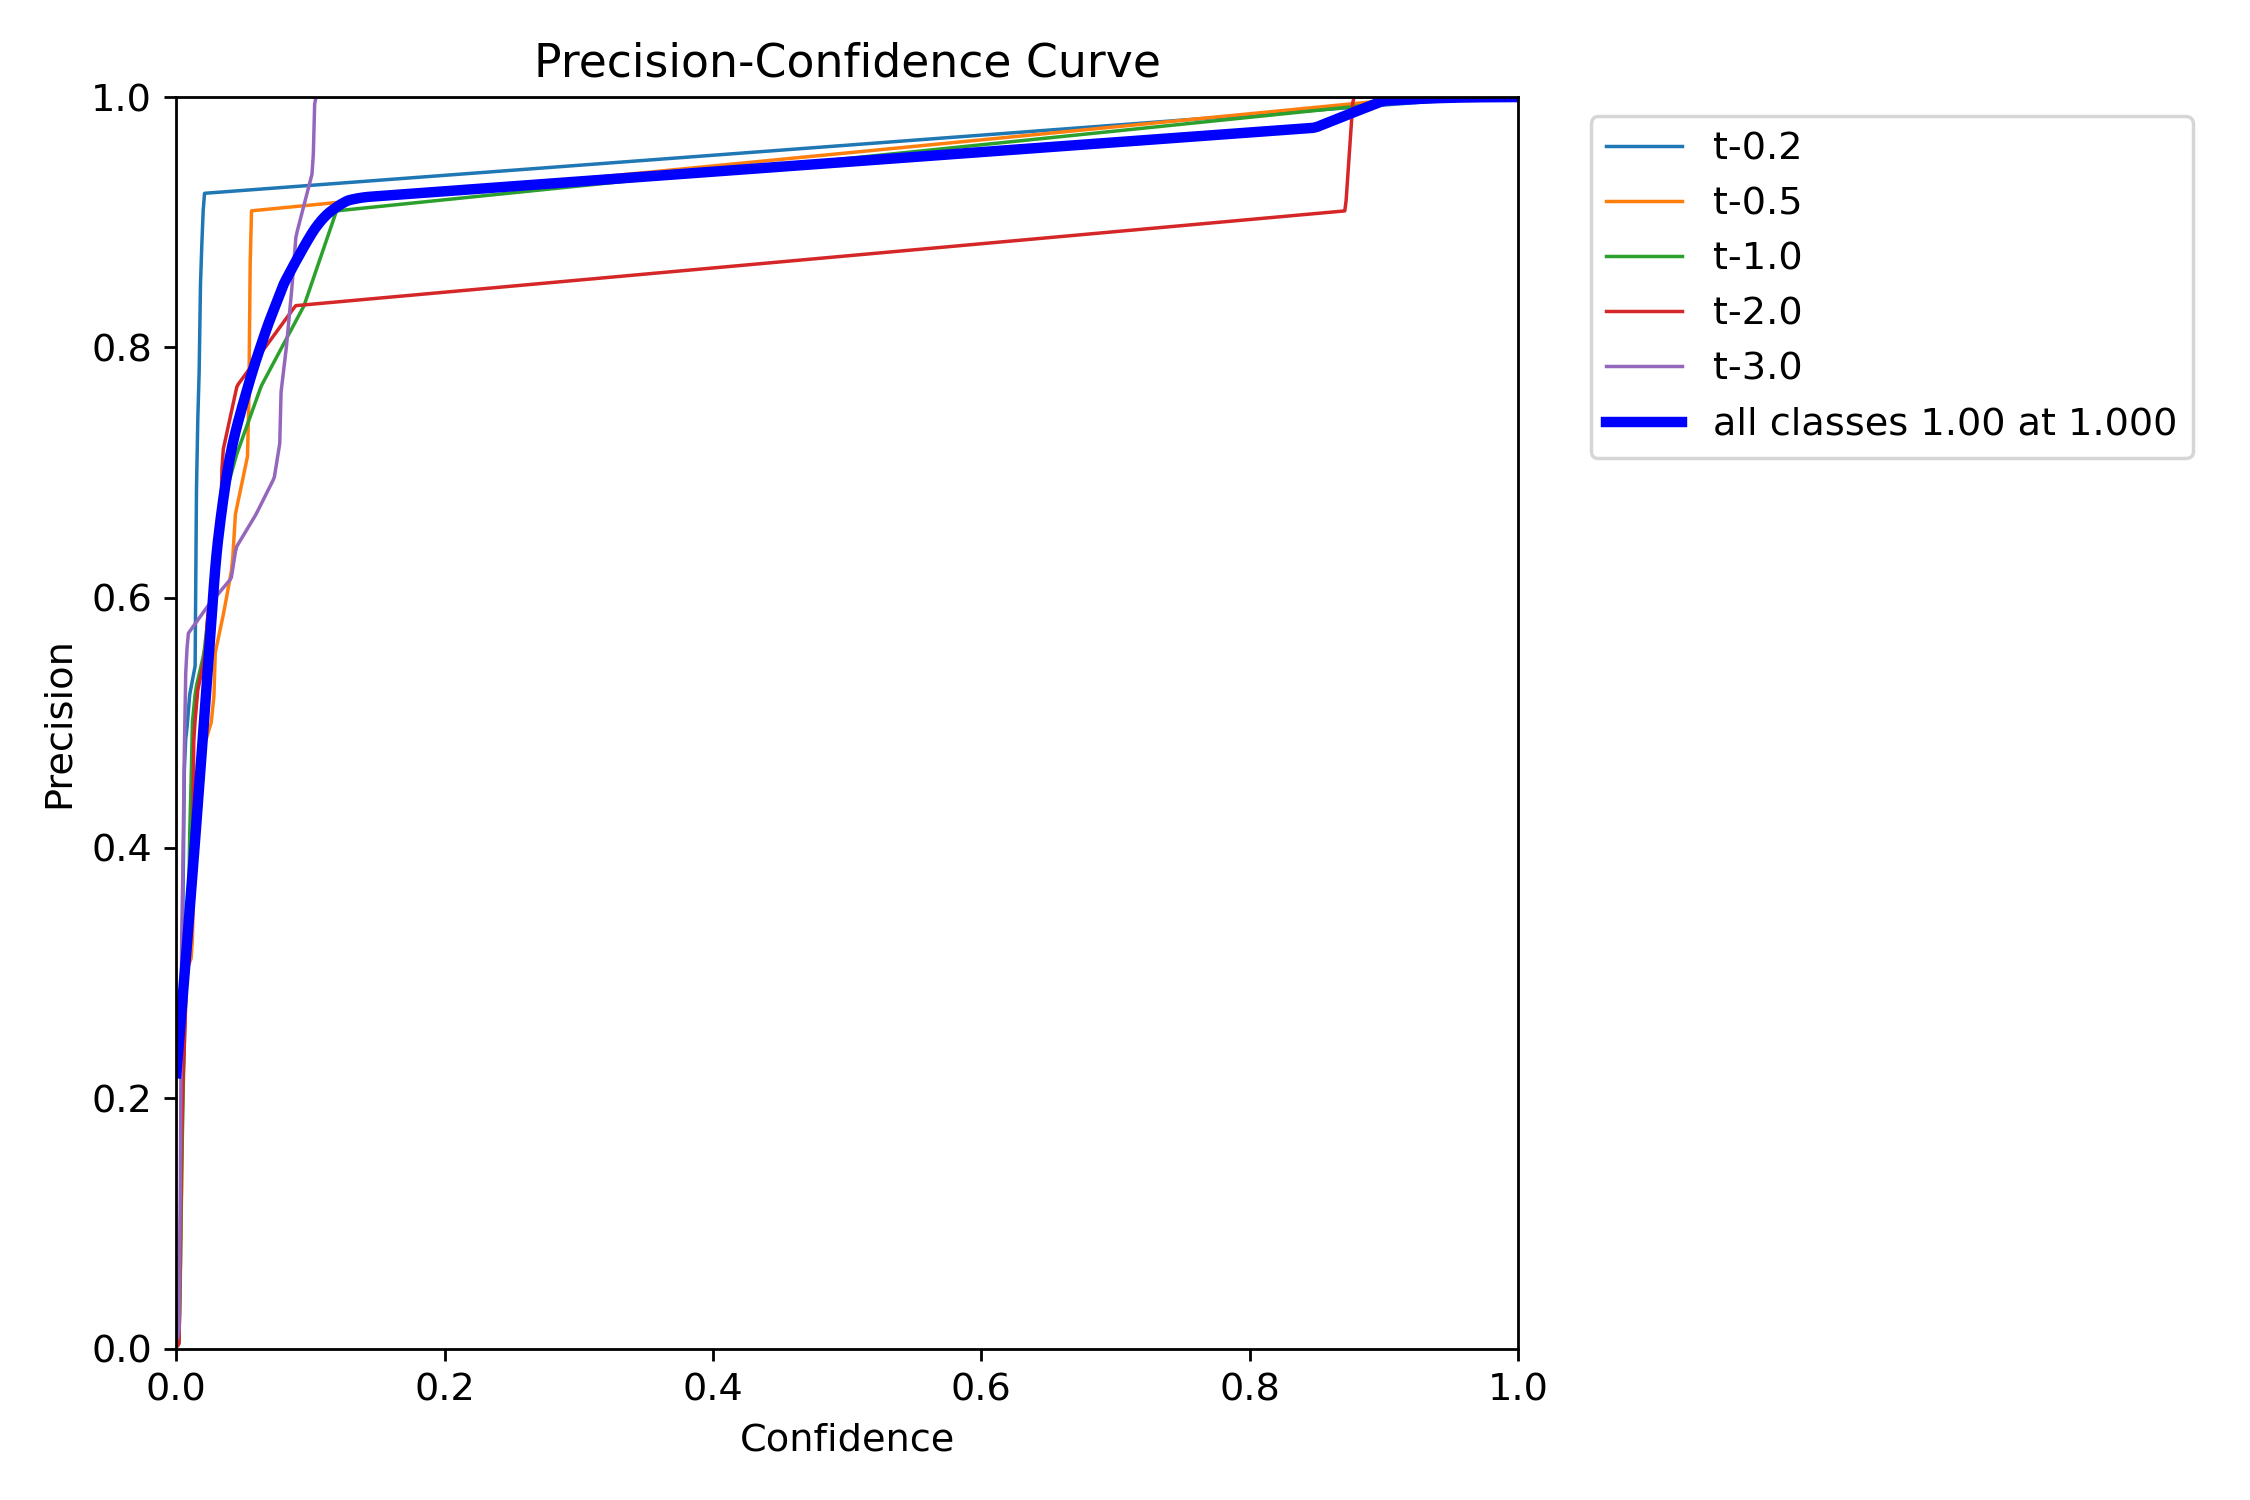 Precision-Confidence Curve
1.0
0.8
0.6
0.4
0.2
0.0
Precision
0.0 0.2 0.4 0.6 0.8 1.0
Confidence
t-0.2
t-0.5
t-1.0
t-2.0
t-3.0
all classes 1.00 at 1.000